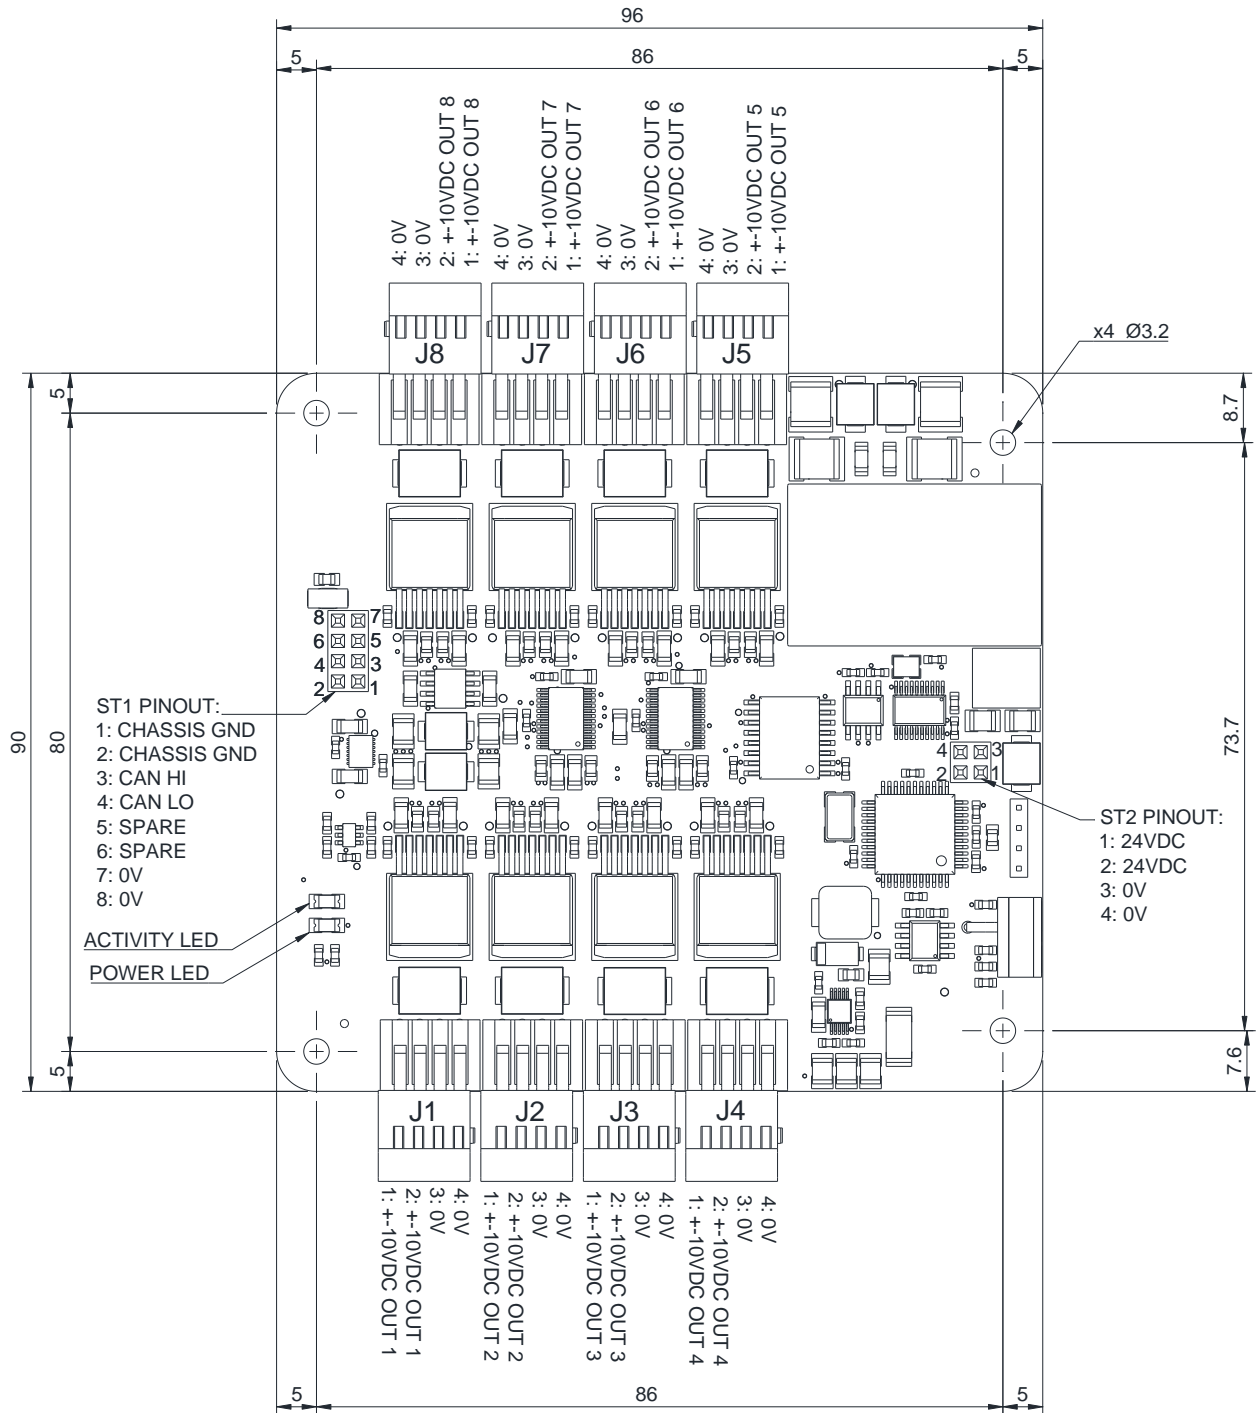 96
5
86
5
4: 0V
3: 0V
2: +-10VDC OUT 8
1: +-10VDC OUT 8
4: 0V
3: 0V
2: +-10VDC OUT 7
1: +-10VDC OUT 7
4: 0V
3: 0V
2: +-10VDC OUT 6
1: +-10VDC OUT 6
4: 0V
3: 0V
2: +-10VDC OUT 5
1: +-10VDC OUT 5
x4 Ø3.2
J8
J7
J6
J5
5
8.7
90
80
73.7
8 7
6 5
4 3
2 1
ST1 PINOUT:
1: CHASSIS GND
2: CHASSIS GND
3: CAN HI
4: CAN LO
5: SPARE
6: SPARE
7: 0V
8: 0V
4 3
2 1
ST2 PINOUT:
1: 24VDC
2: 24VDC
3: 0V
4: 0V
ACTIVITY LED
POWER LED
5
7.6
J1
J2
J3
J4
1: +-10VDC OUT 1
2: +-10VDC OUT 1
3: 0V
4: 0V
1: +-10VDC OUT 2
2: +-10VDC OUT 2
3: 0V
4: 0V
1: +-10VDC OUT 3
2: +-10VDC OUT 3
3: 0V
4: 0V
1: +-10VDC OUT 4
2: +-10VDC OUT 4
3: 0V
4: 0V
5
86
5